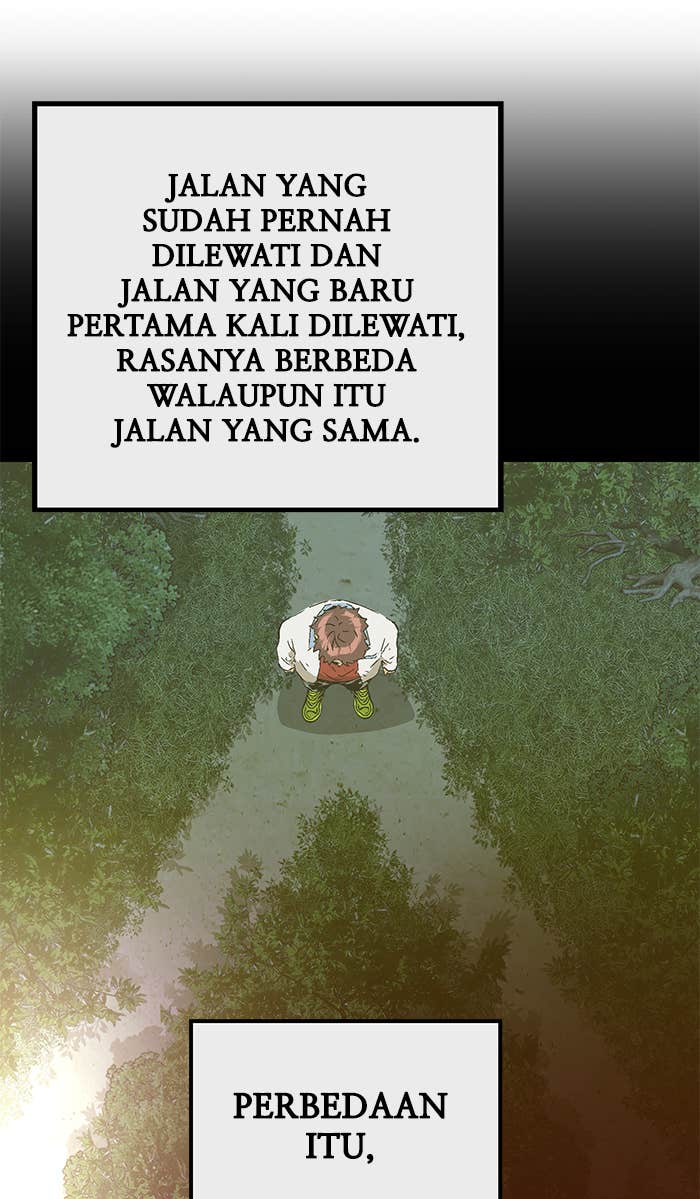 JALAN YANG
SUDAH PERNAH
DILEWATI DAN
JALAN YANG BARU
PERTAMA KALI DILEWATI,
RASANYA BERBEDA
WALAUPUN ITU
JALAN YANG SAMA.
PERBEDAAN
ITU,